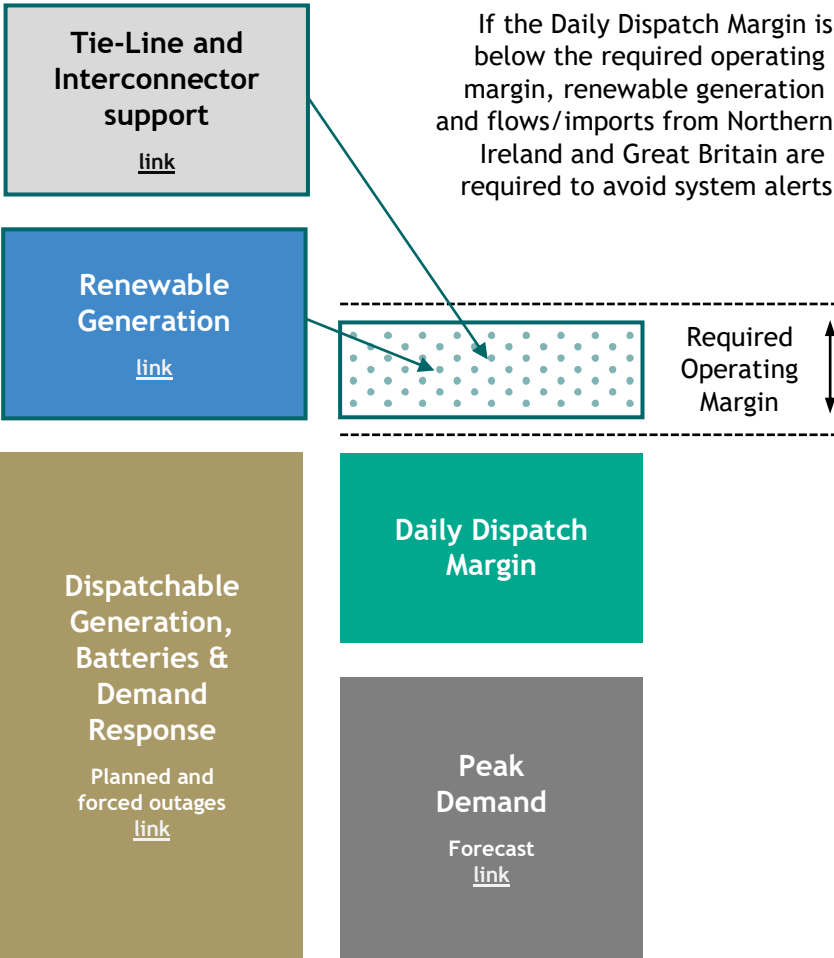 Tie-Line and
Interconnector
support
link
If the Daily Dispatch Margin is
below the required operating
margin, renewable generation
and flows/imports from Northern
Ireland and Great Britain are
required to avoid system alerts
Renewable
Generation
link
Required
Operating
Margin
Daily Dispatch
Margin
Dispatchable
Generation,
Batteries &
Demand
Response
Planned and
forced outages
link
Peak
Demand
Forecast
link